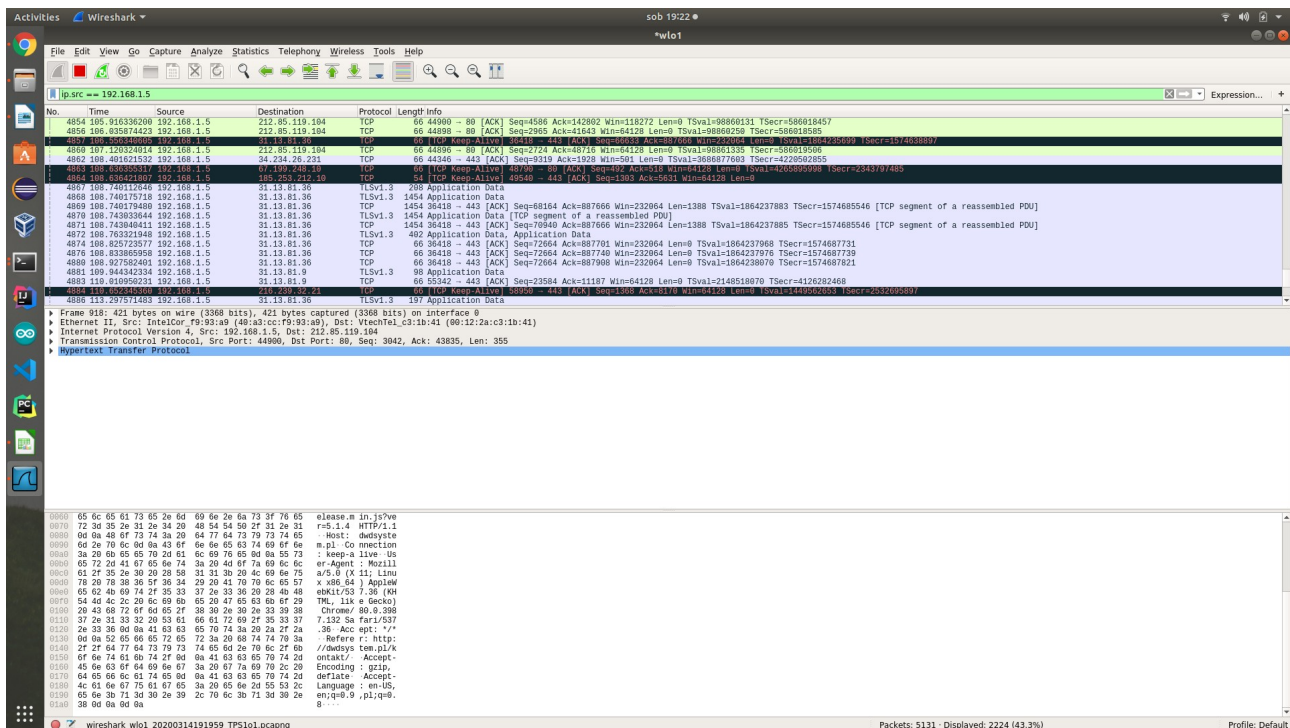 Activities Wireshark sob 19:22
*wlo1
File Edit View Go Capture Analyze Statistics Telephony Wireless Tools Help
ip.src == 192.168.1.5 Expression... +
No. Time Source Destination Protocol Length Info
4854 105.916336200 192.168.1.5 212.85.119.104 TCP 66 44900 → 80 [ACK] Seq=4586 Ack=142802 Win=118272 Len=0 TSval=98860131 TSecr=586018457
4856 106.035874423 192.168.1.5 212.85.119.104 TCP 66 44898 → 80 [ACK] Seq=2965 Ack=41643 Win=64128 Len=0 TSval=98860250 TSecr=586018585
4857 106.556340605 192.168.1.5 31.13.81.36 TCP 66 [TCP Keep-Alive] 36418 → 443 [ACK] Seq=66633 Ack=887666 Win=232064 Len=0 TSval=1864235699 TSecr=1574638897
4860 107.120324014 192.168.1.5 212.85.119.104 TCP 66 44896 → 80 [ACK] Seq=2724 Ack=48716 Win=64128 Len=0 TSval=98861335 TSecr=586019506
4862 108.401621532 192.168.1.5 34.234.26.231 TCP 66 44346 → 443 [ACK] Seq=9319 Ack=1928 Win=501 Len=0 TSval=3686877603 TSecr=4220502855
4863 108.636355317 192.168.1.5 67.199.248.10 TCP 66 [TCP Keep-Alive] 48790 → 80 [ACK] Seq=492 Ack=518 Win=64128 Len=0 TSval=4265895998 TSecr=2343797485
4864 108.636421807 192.168.1.5 185.253.212.10 TCP 54 [TCP Keep-Alive] 49540 → 443 [ACK] Seq=1303 Ack=5631 Win=64128 Len=0
4867 108.740112646 192.168.1.5 31.13.81.36 TLSv1.3 208 Application Data
4868 108.740175718 192.168.1.5 31.13.81.36 TLSv1.3 1454 Application Data
4869 108.740179480 192.168.1.5 31.13.81.36 TCP 1454 36418 → 443 [ACK] Seq=68164 Ack=887666 Win=232064 Len=1388 TSval=1864237883 TSecr=1574685546 [TCP segment of a reassembled PDU]
4870 108.743033644 192.168.1.5 31.13.81.36 TLSv1.3 1454 Application Data [TCP segment of a reassembled PDU]
4871 108.743040411 192.168.1.5 31.13.81.36 TCP 1454 36418 → 443 [ACK] Seq=70940 Ack=887666 Win=232064 Len=1388 TSval=1864237885 TSecr=1574685546 [TCP segment of a reassembled PDU]
4872 108.763321948 192.168.1.5 31.13.81.36 TLSv1.3 402 Application Data, Application Data
4874 108.825723577 192.168.1.5 31.13.81.36 TCP 66 36418 → 443 [ACK] Seq=72664 Ack=887701 Win=232064 Len=0 TSval=1864237968 TSecr=1574687731
4876 108.833865958 192.168.1.5 31.13.81.36 TCP 66 36418 → 443 [ACK] Seq=72664 Ack=887740 Win=232064 Len=0 TSval=1864237976 TSecr=1574687739
4880 108.927582401 192.168.1.5 31.13.81.36 TCP 66 36418 → 443 [ACK] Seq=72664 Ack=887908 Win=232064 Len=0 TSval=1864238070 TSecr=1574687821
4881 109.944342334 192.168.1.5 31.13.81.9 TLSv1.3 98 Application Data
4883 110.010950231 192.168.1.5 31.13.81.9 TCP 66 55342 → 443 [ACK] Seq=23584 Ack=11187 Win=64128 Len=0 TSval=2148518070 TSecr=4126282468
4884 110.652345360 192.168.1.5 216.239.32.21 TCP 66 [TCP Keep-Alive] 58950 → 443 [ACK] Seq=1368 Ack=8170 Win=64128 Len=0 TSval=1449562653 TSecr=2532695897
4886 113.297571483 192.168.1.5 31.13.81.36 TLSv1.3 197 Application Data
Frame 918: 421 bytes on wire (3368 bits), 421 bytes captured (3368 bits) on interface 0
Ethernet II, Src: IntelCor_f9:93:a9 (40:a3:cc:f9:93:a9), Dst: VtechTel_c3:1b:41 (00:12:2a:c3:1b:41)
Internet Protocol Version 4, Src: 192.168.1.5, Dst: 212.85.119.104
Transmission Control Protocol, Src Port: 44900, Dst Port: 80, Seq: 3042, Ack: 43835, Len: 355
Hypertext Transfer Protocol
0060 65 6c 65 61 73 65 2e 6d 69 6e 2e 6a 73 3f 76 65 elease.m in.js?ve
0070 72 3d 35 2e 31 2e 34 20 48 54 54 50 2f 31 2e 31 r=5.1.4 HTTP/1.1
0080 0d 0a 48 6f 73 74 3a 20 64 77 64 73 79 73 74 65 ··Host: dwdsyste
0090 6d 2e 70 6c 0d 0a 43 6f 6e 6e 65 63 74 69 6f 6e m.pl··Co nnection
00a0 3a 20 6b 65 65 70 2d 61 6c 69 76 65 0d 0a 55 73 : keep-a live··Us
00b0 65 72 2d 41 67 65 6e 74 3a 20 4d 6f 7a 69 6c 6c er-Agent : Mozill
00c0 61 2f 35 2e 30 20 28 58 31 31 3b 20 4c 69 6e 75 a/5.0 (X 11; Linu
00d0 78 20 78 38 36 5f 36 34 29 20 41 70 70 6c 65 57 x x86_64 ) AppleW
00e0 65 62 4b 69 74 2f 35 33 37 2e 33 36 20 28 4b 48 ebKit/53 7.36 (KH
00f0 54 4d 4c 2c 20 6c 69 6b 65 20 47 65 63 6b 6f 29 TML, lik e Gecko)
0100 20 43 68 72 6f 6d 65 2f 38 30 2e 30 2e 33 39 38 Chrome/ 80.0.398
0110 37 2e 31 33 32 20 53 61 66 61 72 69 2f 35 33 37 7.132 Sa fari/537
0120 2e 33 36 0d 0a 41 63 63 65 70 74 3a 20 2a 2f 2a .36··Acc ept: */*
0130 0d 0a 52 65 66 65 72 65 72 3a 20 68 74 74 70 3a ··Refere r: http:
0140 2f 2f 64 77 64 73 79 73 74 65 6d 2e 70 6c 2f 6b //dwdsys tem.pl/k
0150 6f 6e 74 61 6b 74 2f 0d 0a 41 63 63 65 70 74 2d ontakt/· ·Accept-
0160 45 6e 63 6f 64 69 6e 67 3a 20 67 7a 69 70 2c 20 Encoding : gzip,
0170 64 65 66 6c 61 74 65 0d 0a 41 63 63 65 70 74 2d deflate· ·Accept-
0180 4c 61 6e 67 75 61 67 65 3a 20 65 6e 2d 55 53 2c Language : en-US,
0190 65 6e 3b 71 3d 30 2e 39 2c 70 6c 3b 71 3d 30 2e en;q=0.9 ,pl;q=0.
01a0 38 0d 0a 0d 0a 8····
wireshark_wlo1_20200314191959_TPS1o1.pcapng Packets: 5131 · Displayed: 2224 (43.3%) Profile: Default